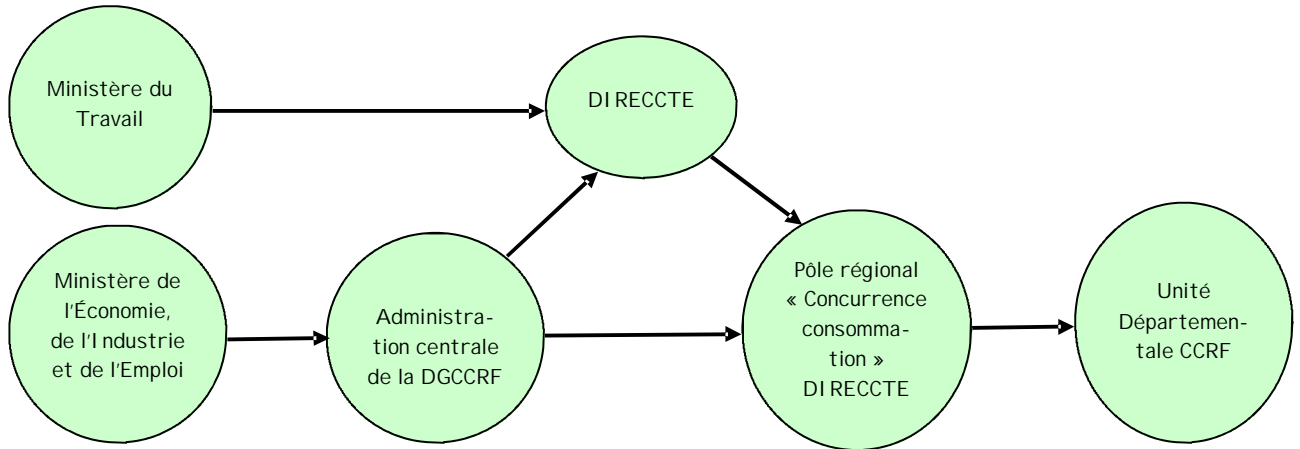 Ministère du
Travail
DIRECCTE
Ministère de
l'Économie,
de l'Industrie
et de l'Emploi
Administra-
tion centrale
de la DGCCRF
Pôle régional
« Concurrence
consomma-
tion »
DIRECCTE
Unité
Départemen-
tale CCRF